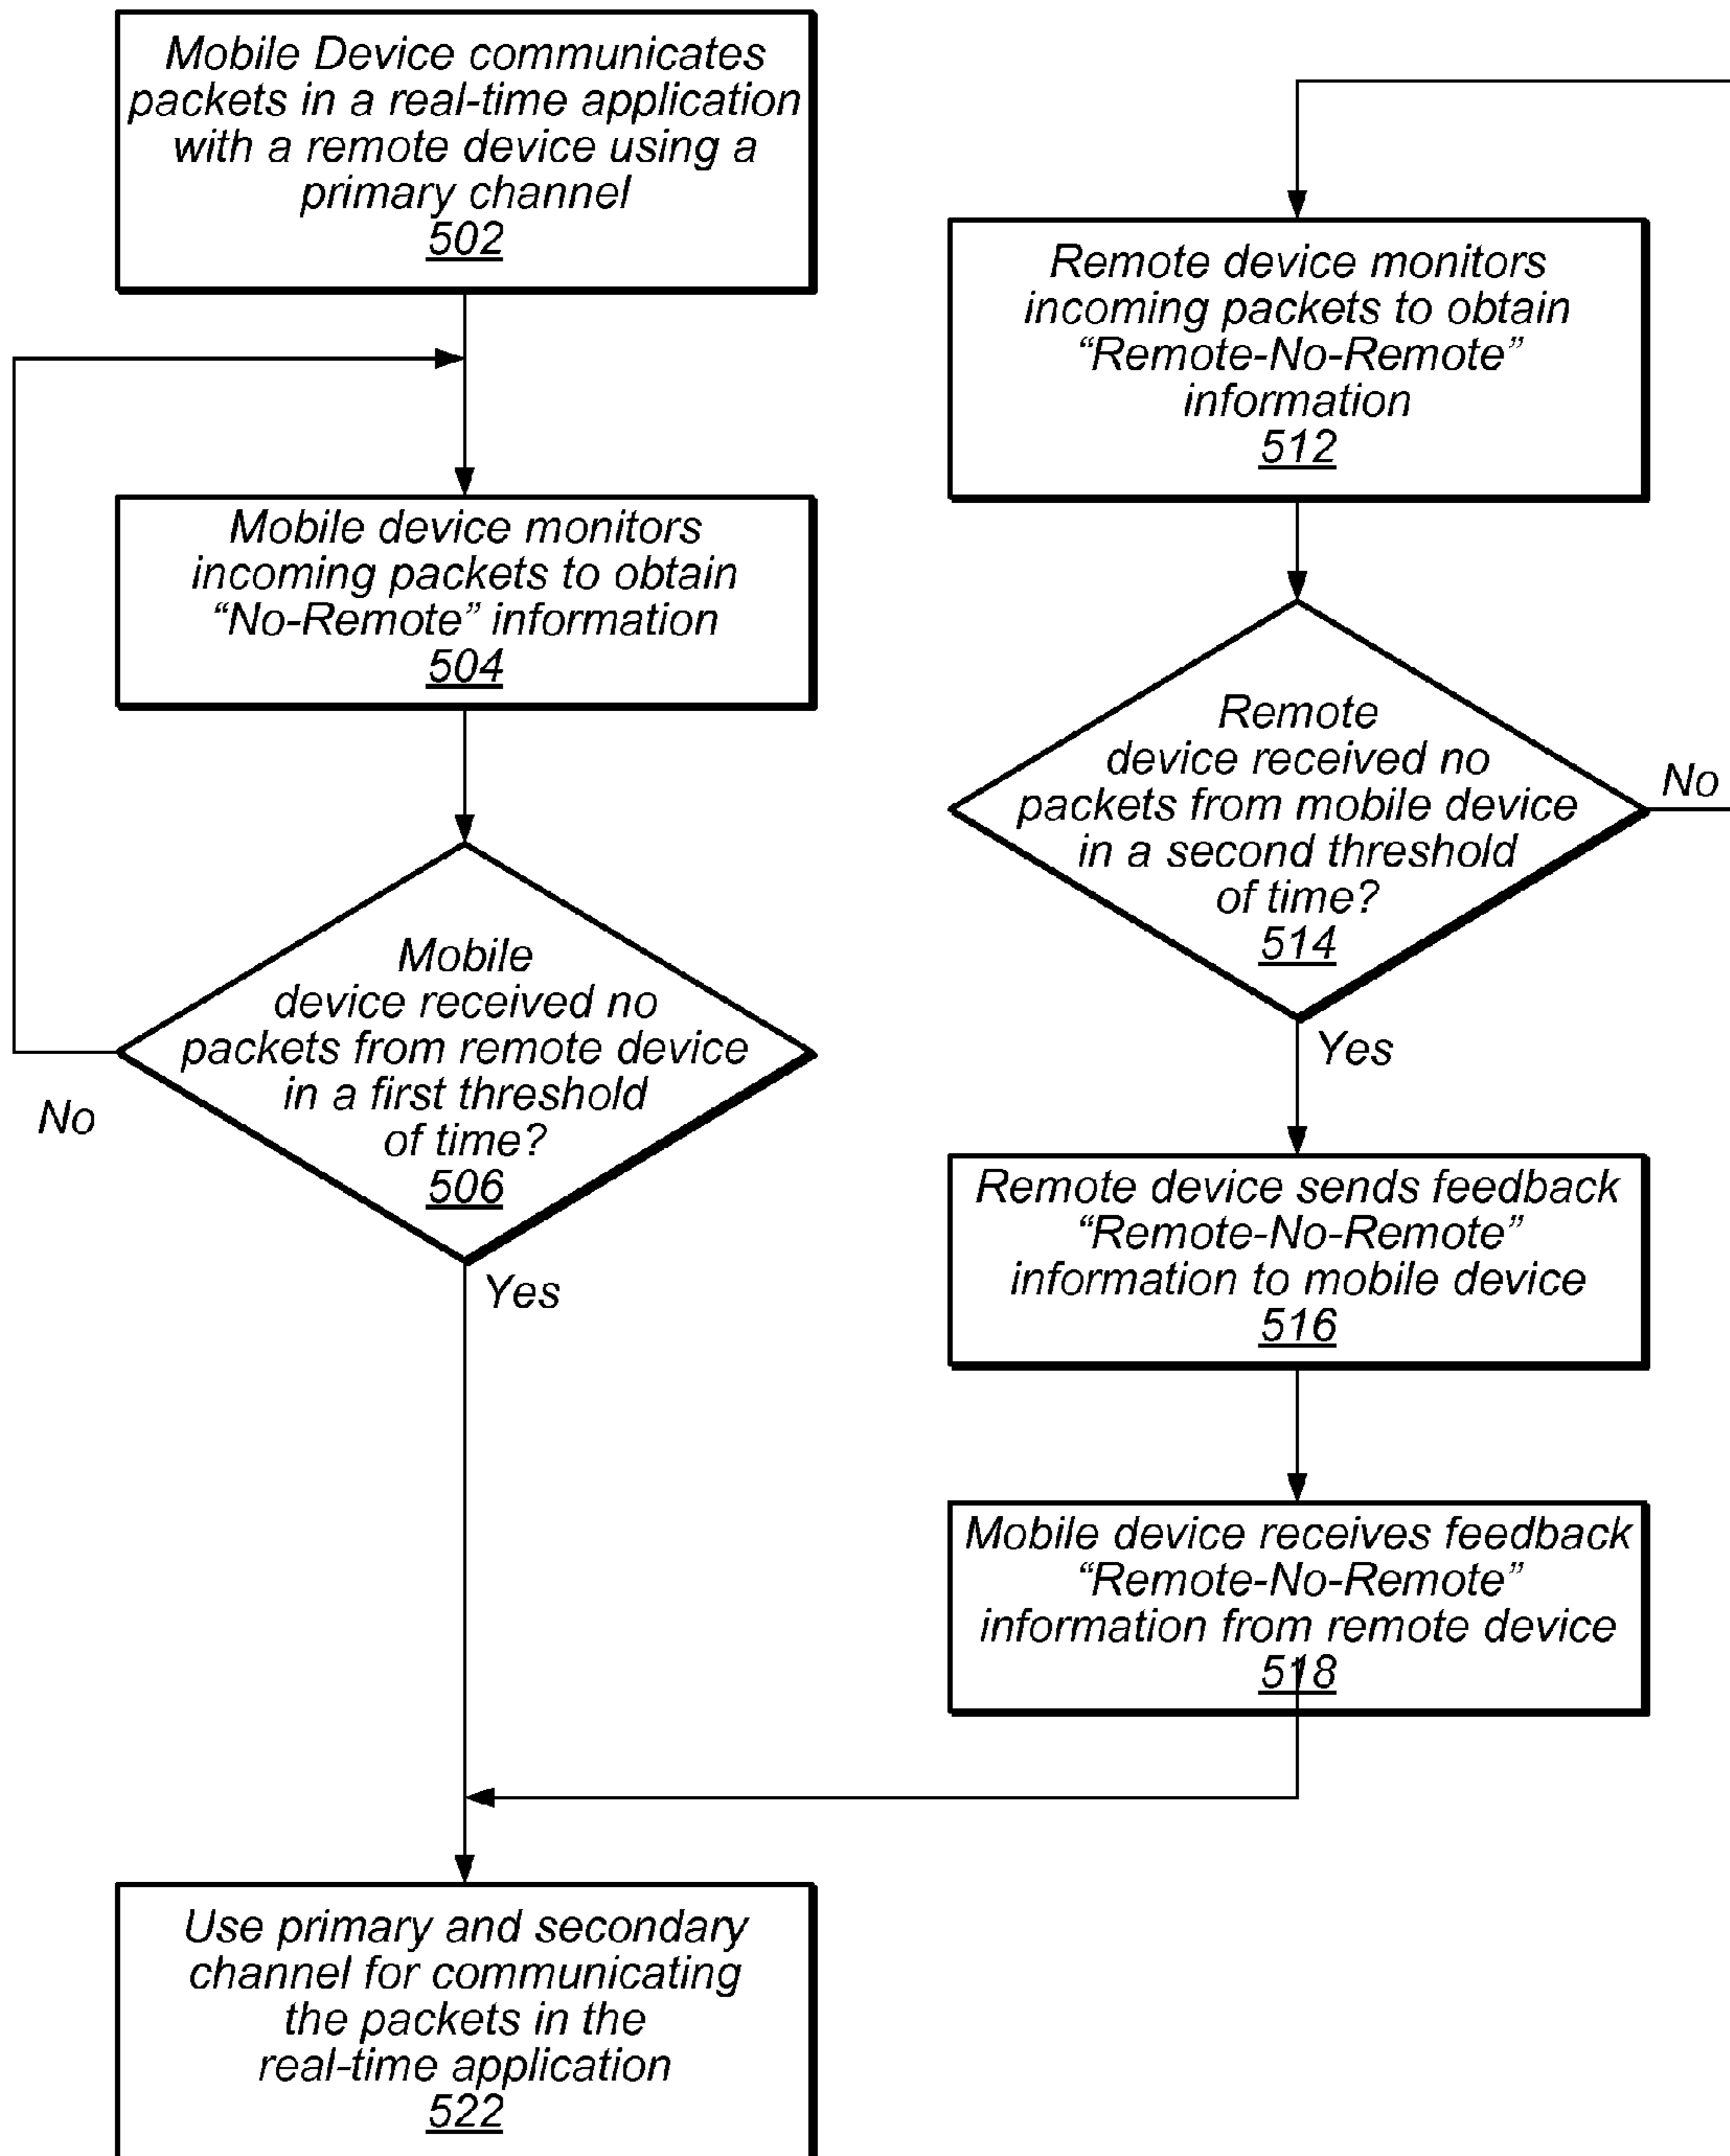 Mobile Device communicates
packets in a real-time application
with a remote device using a
primary channel
502
Mobile device monitors
incoming packets to obtain
“No-Remote” information
504
Mobile
device received no
packets from remote device
in a first threshold
of time?
506
No
Yes
Remote device monitors
incoming packets to obtain
“Remote-No-Remote”
information
512
Remote
device received no
packets from mobile device
in a second threshold
of time?
514
No
Yes
Remote device sends feedback
“Remote-No-Remote”
information to mobile device
516
Mobile device receives feedback
“Remote-No-Remote”
information from remote device
518
Use primary and secondary
channel for communicating
the packets in the
real-time application
522